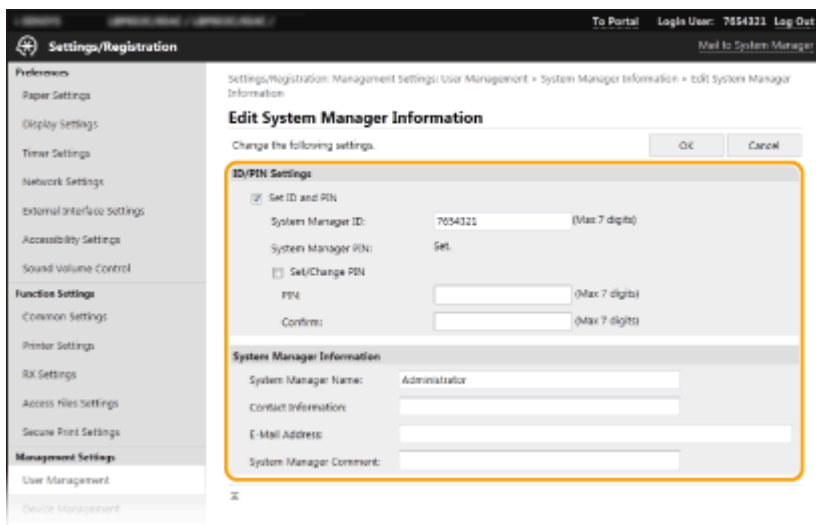 To Portal Login User: 7654321 Log Out
Settings/Registration
Mail to System Manager
Preferences
Paper Settings
Display Settings
Timer Settings
Network Settings
External Interface Settings
Accessibility Settings
Sound Volume Control
Function Settings
Common Settings
Printer Settings
RX Settings
Access Files Settings
Secure Print Settings
Management Settings
User Management
Device Management
Settings/Registration: Management Settings: User Management > System Manager Information > Edit System Manager
Information
Edit System Manager Information
Change the following settings.
OK Cancel
ID/PIN Settings
Set ID and PIN
System Manager ID: 7654321 (Max 7 digits)
System Manager PIN: Set.
Set/Change PIN
PIN: (Max 7 digits)
Confirm: (Max 7 digits)
System Manager Information
System Manager Name: Administrator
Contact Information:
E-Mail Address:
System Manager Comment: